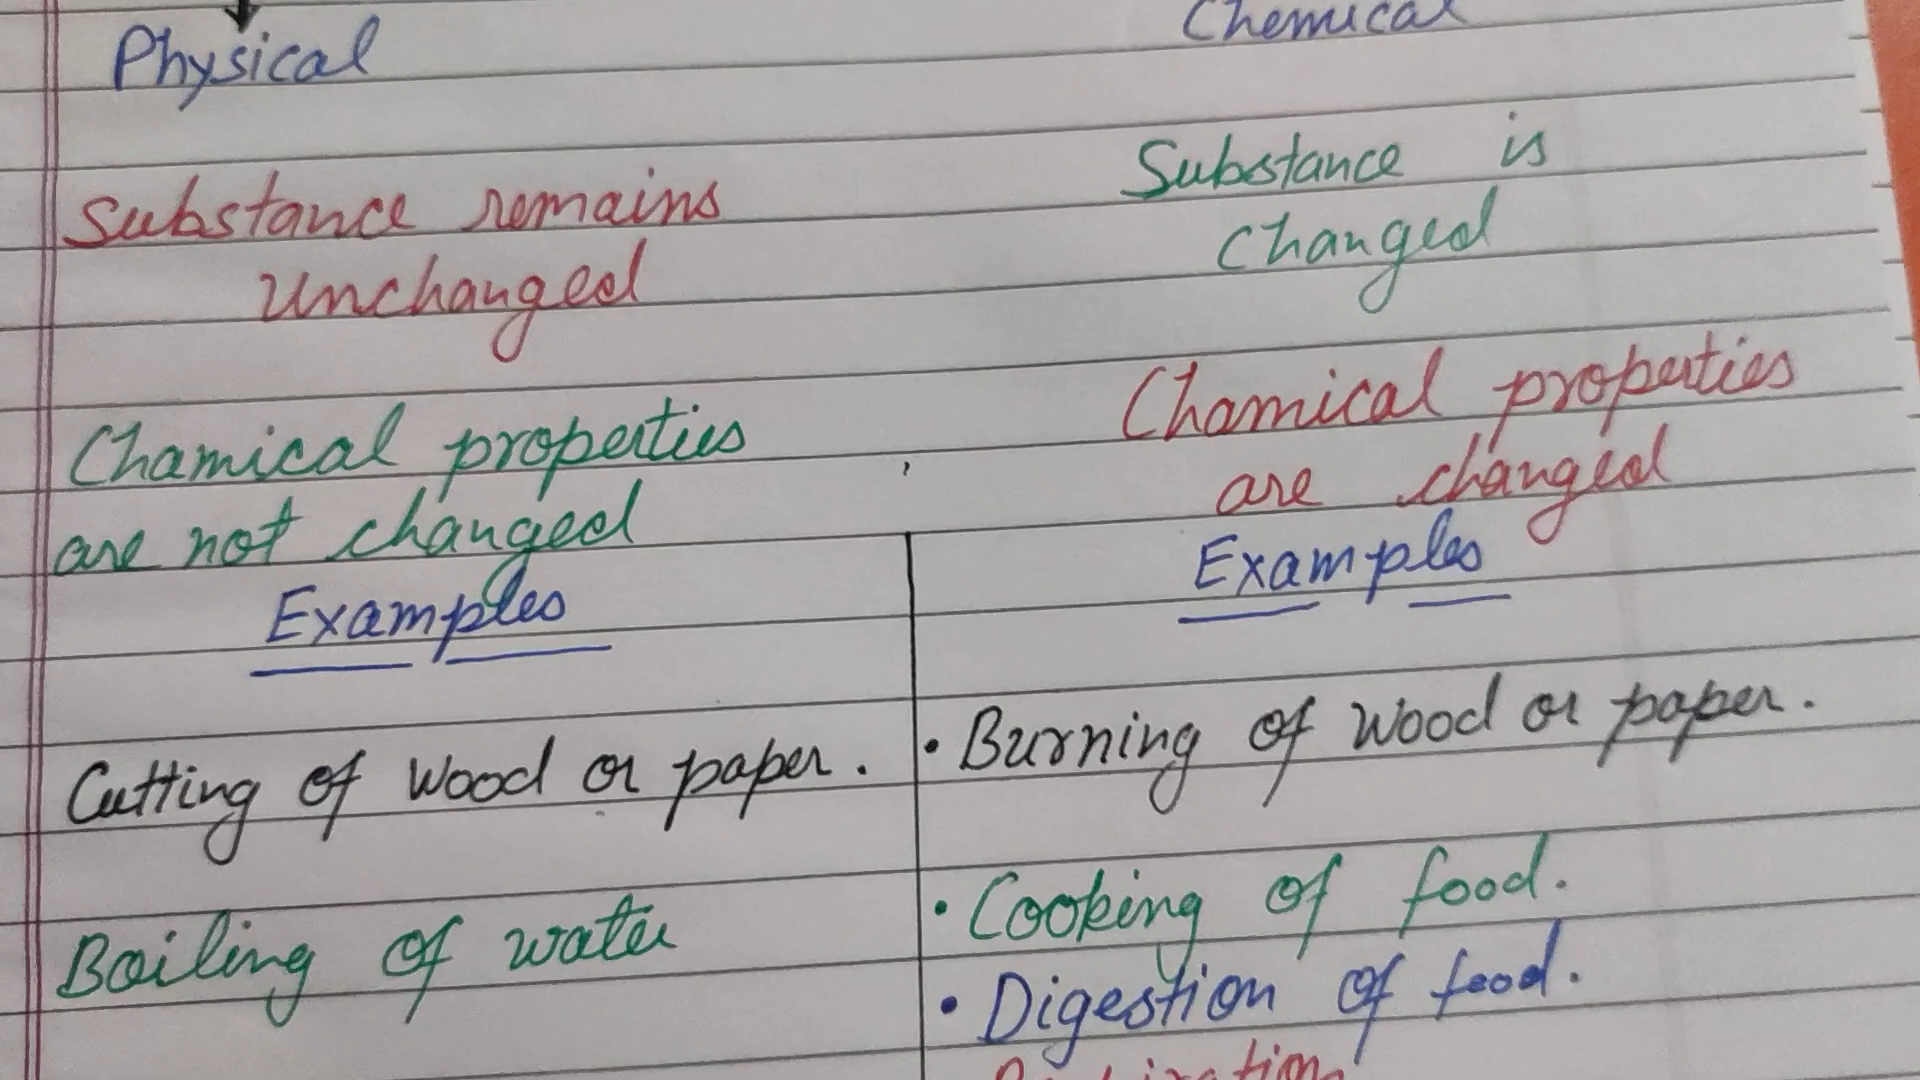 Physical
Substance remains
Unchanged
Chamical properties
are not changed
Examples
Cutting of wood or paper.
Boiling of water
Chemical
Substance is
changed
Chamical properties
are changed
Examples
• Burning of wood or paper.
• Cooking of food.
• Digestion of food.